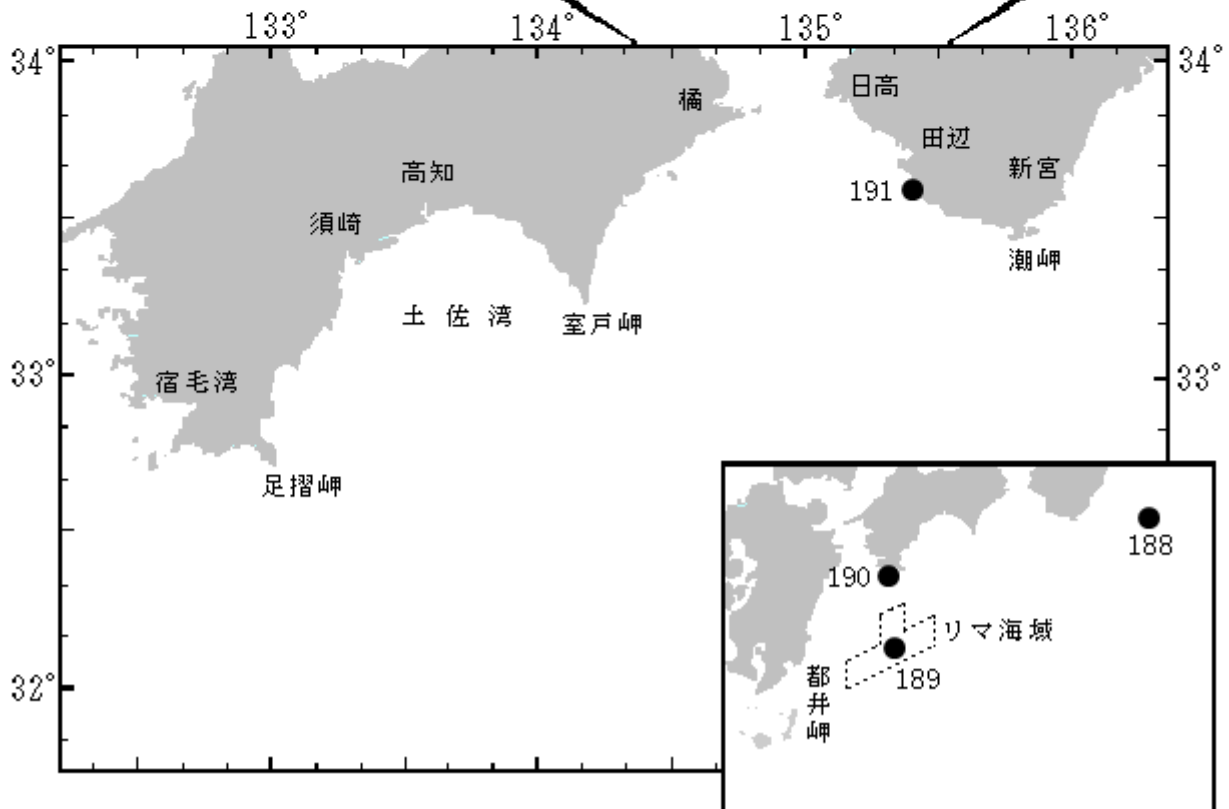 133°
134°
135°
136°
34°
34°
橘
日高
田辺
高知
新宮
191
須崎
潮岬
土佐湾
室戸岬
33°
33°
宿毛湾
足摺岬
188
190
リマ海域
189
都井岬
32°